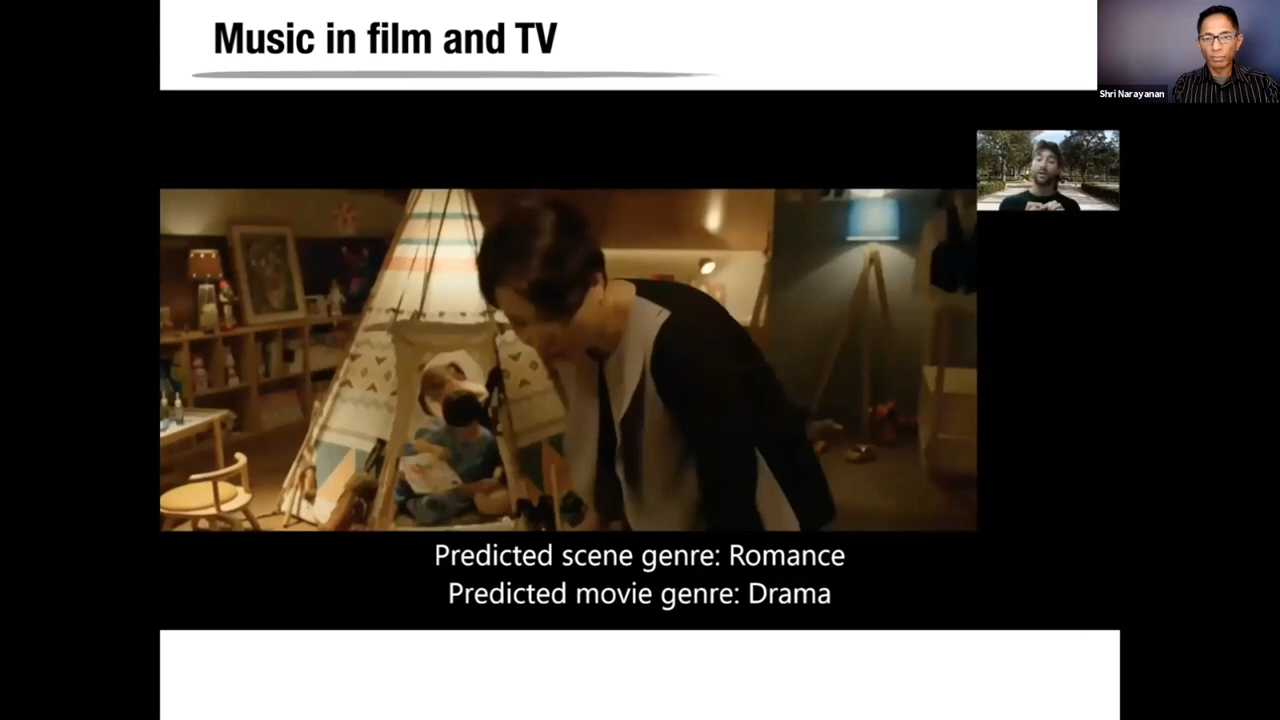 Music in film and TV
Shri Narayanan
Predicted scene genre: Romance
Predicted movie genre: Drama